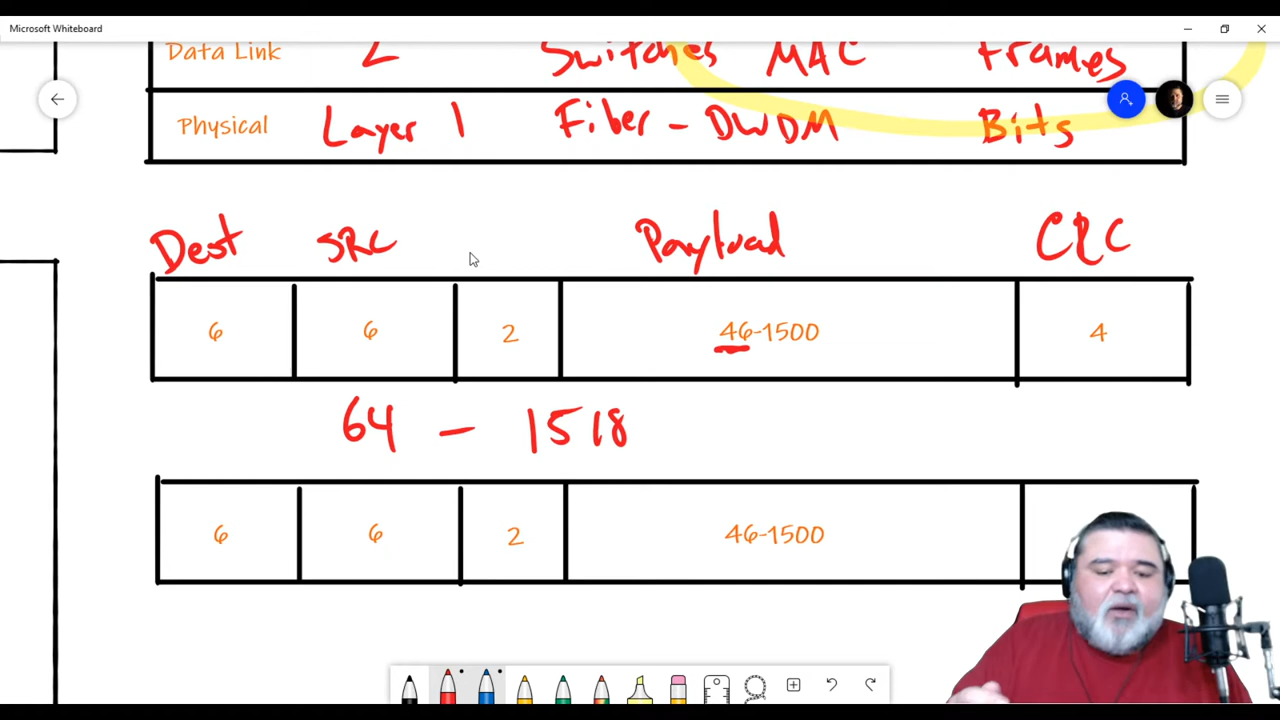 Microsoft Whiteboard
Data Link 2 Switches MAC Frames
Physical Layer 1 Fiber - DWDM Bits
Dest SRC Payload CRC
6 6 2 46-1500 4
64 - 1518
6 6 2 46-1500